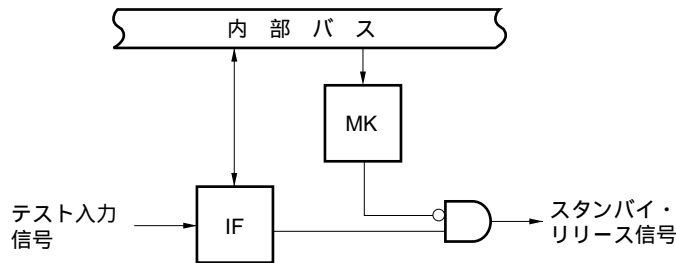 内 部 バ ス
MK
テスト入力
信号
IF
スタンバイ・
リリース信号